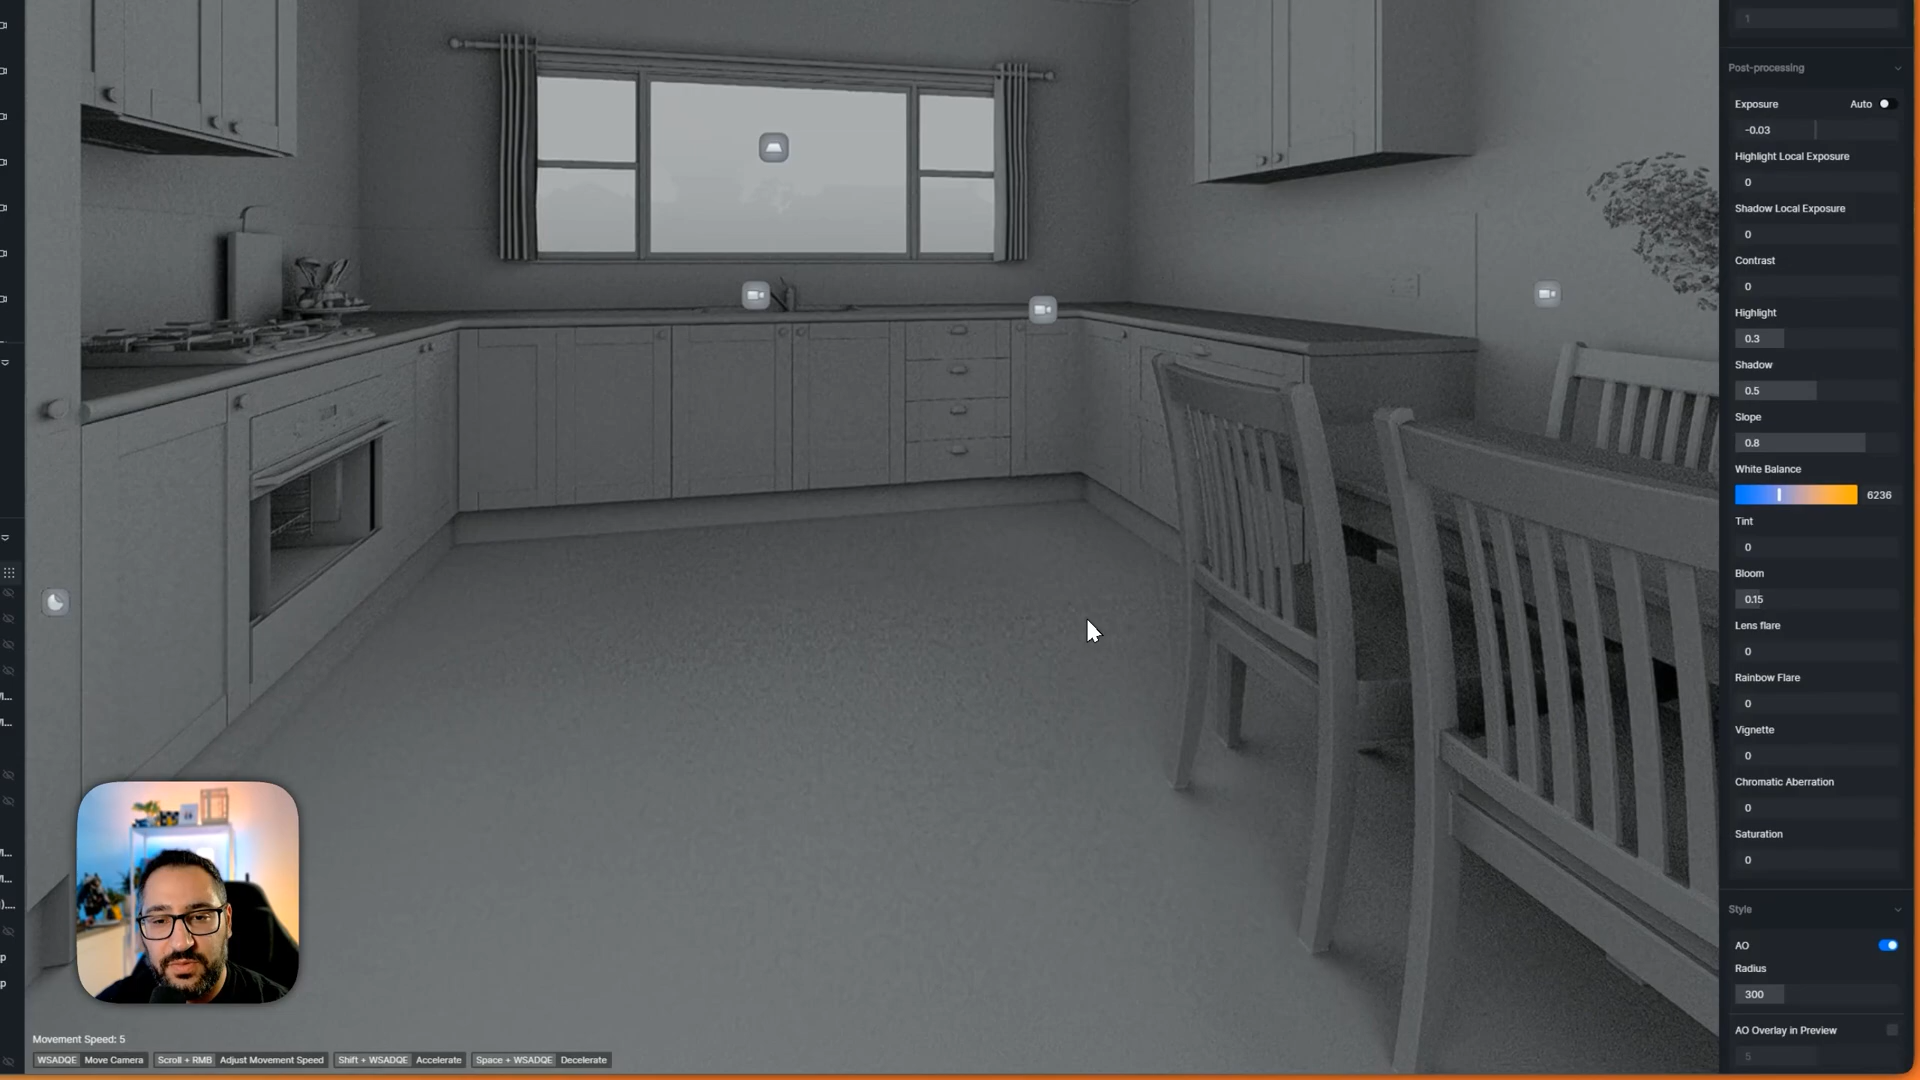 1
Post-processing
Exposure Auto
-0.03
Highlight Local Exposure
0
Shadow Local Exposure
0
Contrast
0
Highlight
0.3
Shadow
0.5
Slope
0.8
White Balance
6236
Tint
0
Bloom
0.15
Lens flare
0
Rainbow Flare
0
Vignette
0
Chromatic Aberration
0
Saturation
0
Style
AO
Radius
300
AO Overlay in Preview
5
Movement Speed: 5
WSADQE Move Camera Scroll + RMB Adjust Movement Speed Shift + WSADQE Accelerate Space + WSADQE Decelerate